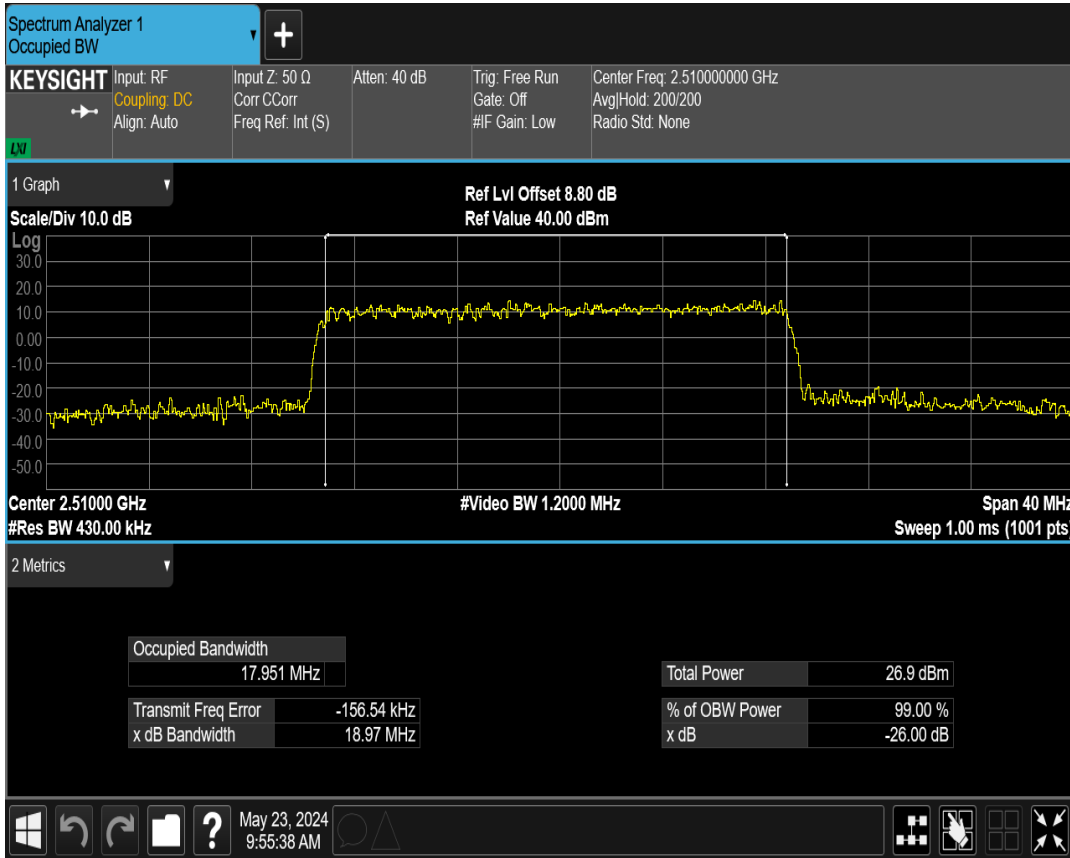 Spectrum Analyzer 1
Occupied BW
+
KEYSIGHT
LXI
Input: RF
Coupling: DC
Align: Auto
Input Z: 50 Ω
Corr CCorr
Freq Ref: Int (S)
Atten: 40 dB
Trig: Free Run
Gate: Off
#IF Gain: Low
Center Freq: 2.510000000 GHz
Avg|Hold: 200/200
Radio Std: None
1 Graph
Ref Lvl Offset 8.80 dB
Scale/Div 10.0 dB
Ref Value 40.00 dBm
Log
30.0
20.0
10.0
0.00
-10.0
-20.0
-30.0
-40.0
-50.0
Center 2.51000 GHz
#Video BW 1.2000 MHz
Span 40 MHz
#Res BW 430.00 kHz
Sweep 1.00 ms (1001 pts)
2 Metrics
Occupied Bandwidth
17.951 MHz
Transmit Freq Error -156.54 kHz
x dB Bandwidth 18.97 MHz
Total Power 26.9 dBm
% of OBW Power 99.00 %
x dB -26.00 dB
?
May 23, 2024
9:55:38 AM